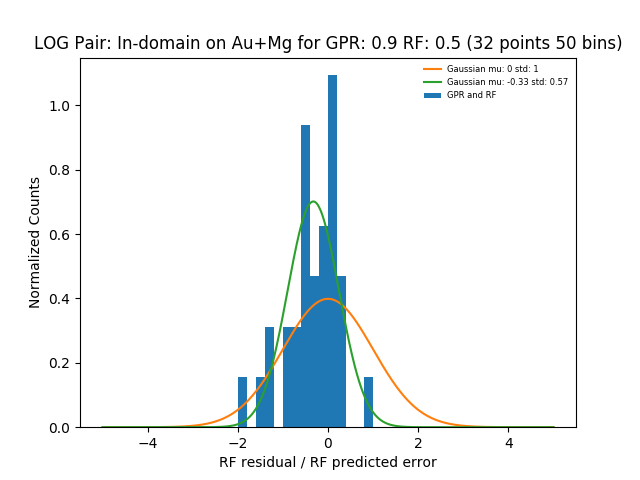 LOG Pair: In-domain on Au+Mg for GPR: 0.9 RF: 0.5 (32 points 50 bins)
Gaussian mu: 0 std: 1
Gaussian mu: -0.33 std: 0.57
GPR and RF
Normalized Counts
1.0
0.8
0.6
0.4
0.2
0.0
−4 −2 0 2 4
RF residual / RF predicted error